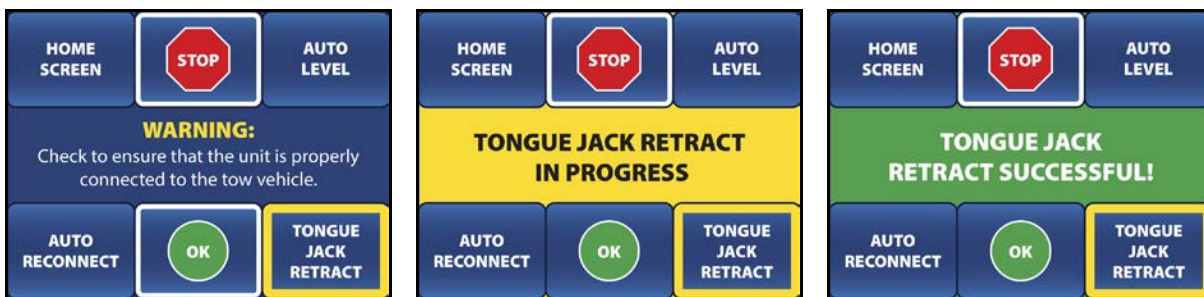 HOME
SCREEN
STOP
AUTO
LEVEL
WARNING:
Check to ensure that the unit is properly
connected to the tow vehicle.
AUTO
RECONNECT
OK
TONGUE
JACK
RETRACT
HOME
SCREEN
STOP
AUTO
LEVEL
TONGUE JACK RETRACT
IN PROGRESS
AUTO
RECONNECT
OK
TONGUE
JACK
RETRACT
HOME
SCREEN
STOP
AUTO
LEVEL
TONGUE JACK
RETRACT SUCCESSFUL!
AUTO
RECONNECT
OK
TONGUE
JACK
RETRACT